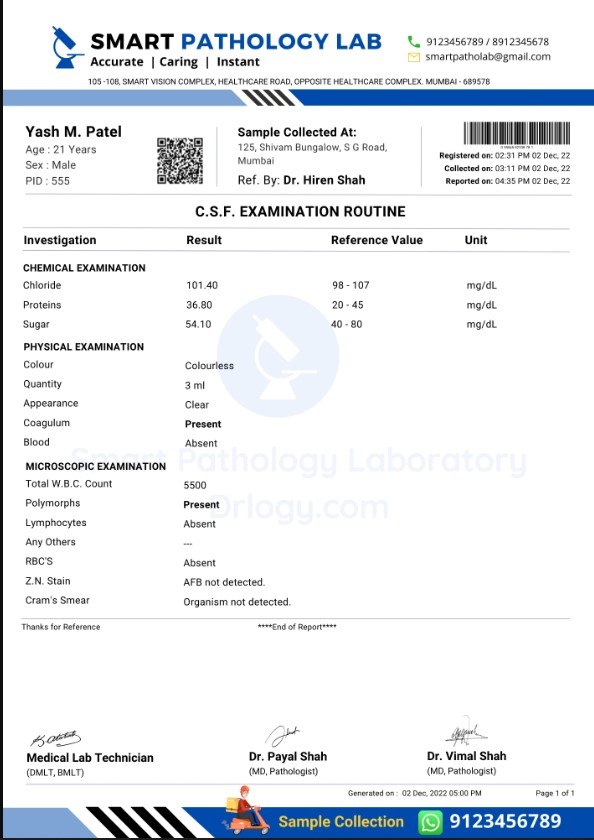 SMART PATHOLOGY LAB
Accurate | Caring | Instant
9123456789 / 8912345678
smartpatholab@gmail.com
105 -108, SMART VISION COMPLEX, HEALTHCARE ROAD, OPPOSITE HEALTHCARE COMPLEX. MUMBAI - 689578
Yash M. Patel
Age : 21 Years
Sex : Male
PID : 555
Sample Collected At:
125, Shivam Bungalow, S G Road,
Mumbai
Ref. By: Dr. Hiren Shah
Registered on: 02:31 PM 02 Dec, 22
Collected on: 03:11 PM 02 Dec, 22
Reported on: 04:35 PM 02 Dec, 22
C.S.F. EXAMINATION ROUTINE
Investigation Result Reference Value Unit
CHEMICAL EXAMINATION
Chloride 101.40 98 - 107 mg/dL
Proteins 36.80 20 - 45 mg/dL
Sugar 54.10 40 - 80 mg/dL
PHYSICAL EXAMINATION
Colour Colourless
Quantity 3 ml
Appearance Clear
Coagulum Present
Blood Absent
Smart Pathology Laboratory
MICROSCOPIC EXAMINATION
Total W.B.C. Count 5500
Polymorphs Present
Drlogy.com
Lymphocytes Absent
Any Others ---
RBC'S Absent
Z.N. Stain AFB not detected.
Cram's Smear Organism not detected.
Thanks for Reference ****End of Report****
Medical Lab Technician
(DMLT, BMLT)
Dr. Payal Shah
(MD, Pathologist)
Dr. Vimal Shah
(MD, Pathologist)
Generated on : 02 Dec, 2022 05:00 PM Page 1 of 1
Sample Collection 9123456789